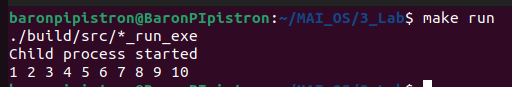 baronpipistron@BaronPIpistron:~/MAI_OS/3_Lab$ make run
./build/src/*_run_exe
Child process started
1 2 3 4 5 6 7 8 9 10